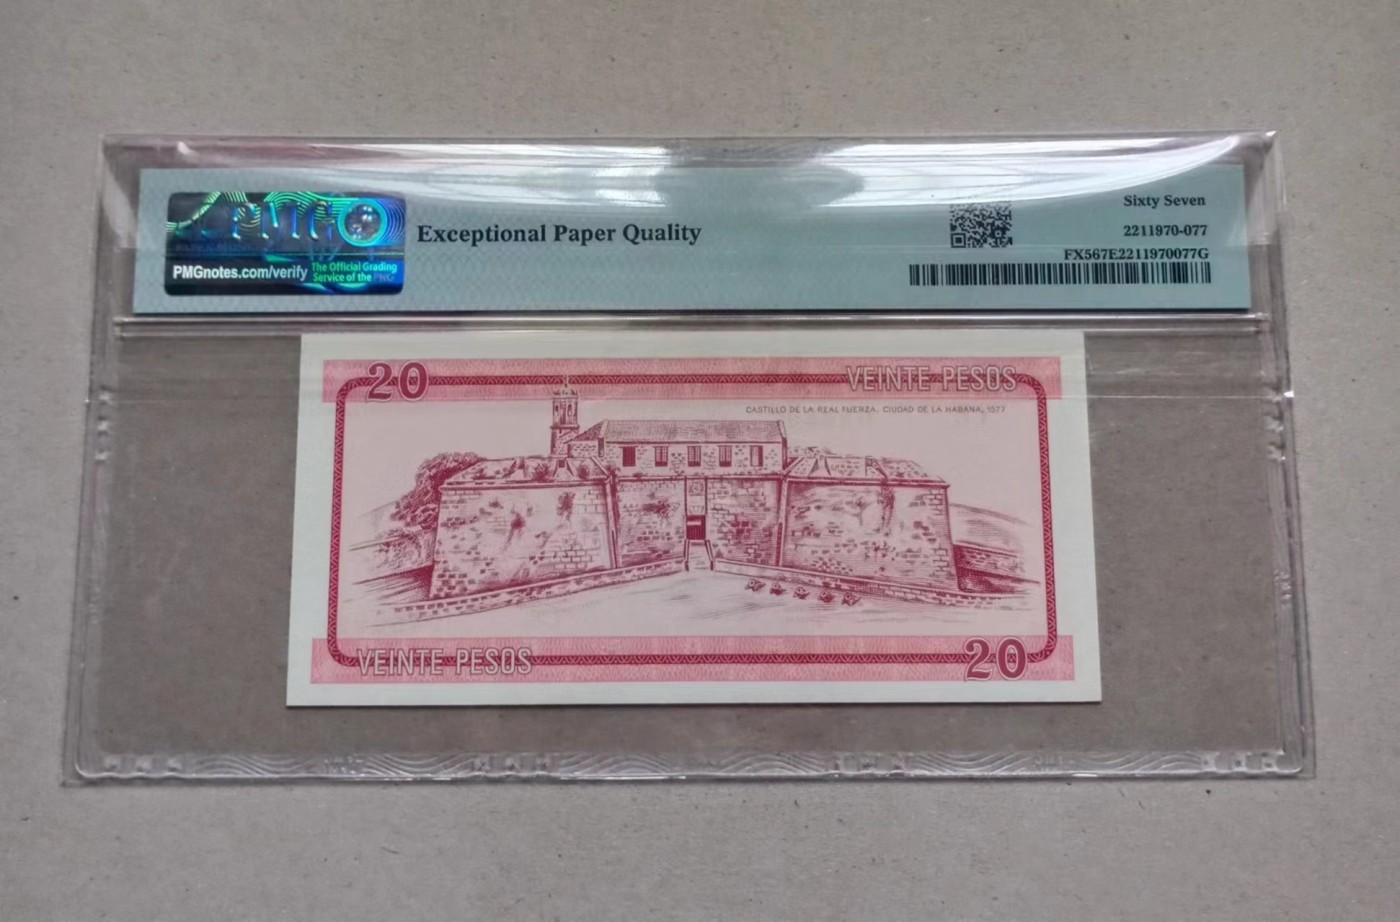 PMG
PMGnotes.com/verify
The Official Grading
Service of the PNG
Exceptional Paper Quality
Sixty Seven
2211970-077
FX567E2211970077G
20
VEINTE PESOS
CASTILLO DE LA REAL FUERZA. CIUDAD DE LA HABANA, 1577
VEINTE PESOS
20